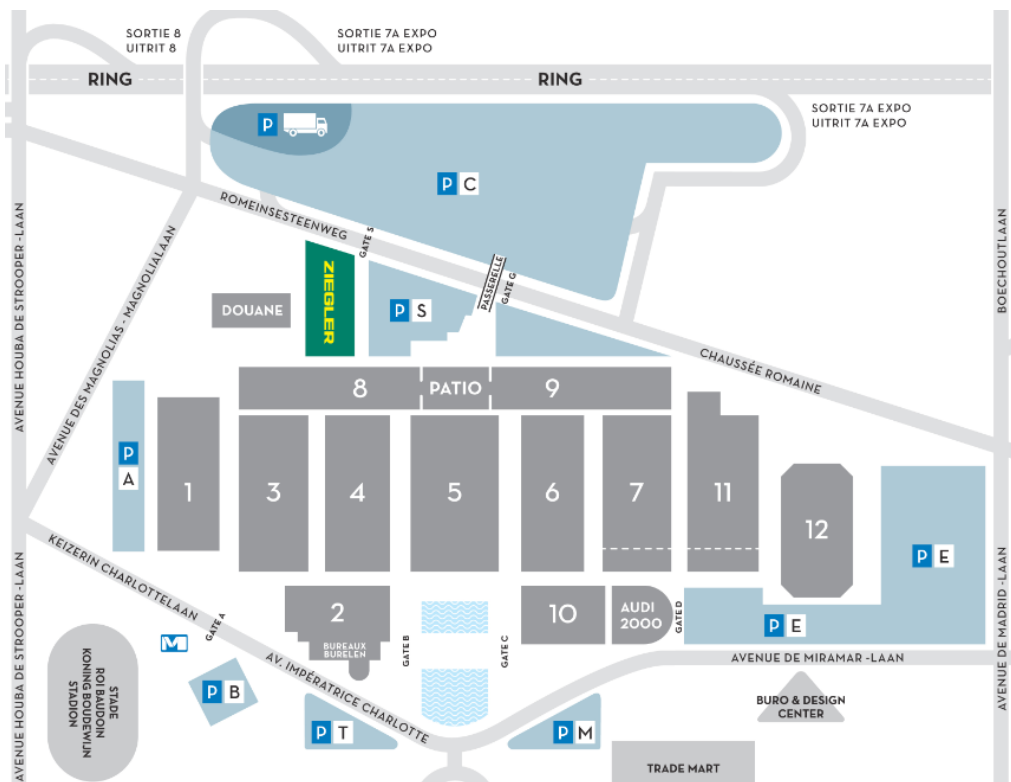 SORTIE 8
UITRIT 8
SORTIE 7A EXPO
UITRIT 7A EXPO
RING
RING
SORTIE 7A EXPO
UITRIT 7A EXPO
P
P C
ROMEINSESTEENWEG
GATE S
PASSERELLE
GATE G
AVENUE HOUBA DE STROOPER -LAAN
AVENUE DES MAGNOLIAS - MAGNOLIALAAN
BOECHOUTLAAN
ZIEGLER
DOUANE
P S
CHAUSSÉE ROMAINE
8
PATIO
9
P
A
1
3
4
5
6
7
11
12
P E
KEIZERIN CHARLOTTELAAN
GATE A
2
BUREAUX
BURELEN
GATE B
GATE C
10
AUDI
2000
GATE D
P E
AVENUE HOUBA DE STROOPER -LAAN
STADE
ROI BAUDOIN
KONING BOUDEWIJN
STADION
M
P B
AV. IMPÉRATRICE CHARLOTTE
P T
P M
AVENUE DE MIRAMAR -LAAN
AVENUE DE MADRID -LAAN
BURO & DESIGN
CENTER
TRADE MART